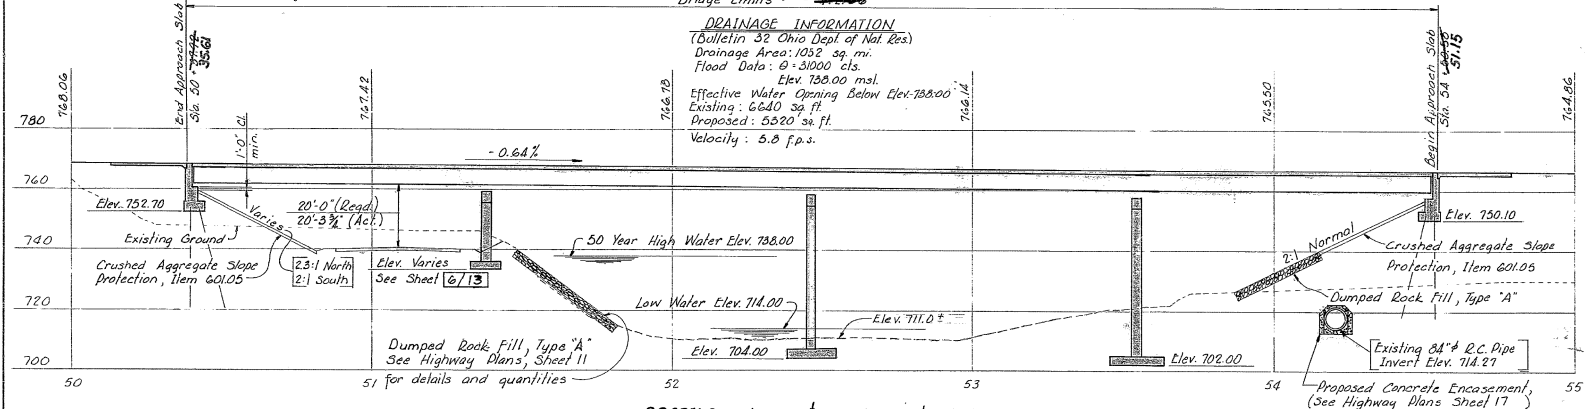 Bridge Limits =
DRAINAGE INFORMATION
(Bulletin 32 Ohio Dept. of Nat. Res.)
Drainage Area: 1052 sq. mi.
Flood Data: Q = 31000 cfs.
Elev. 738.00 msl.
Effective Water Opening Below Elev. 738.00
Existing: 6640 sq. ft.
Proposed: 5520 sq. ft.
Velocity: 5.8 f.p.s.
End Approach Slab
Sta. 50 +
35.61
Begin Approach Slab
Sta. 54 +
51.15
768.06
767.42
766.78
766.14
765.50
764.86
780
760
740
720
700
1'-0" Cl.
min.
- 0.64%
Elev. 752.70
Varies
20'-0" (Reqd.)
20'-3 3/8" (Act.)
Existing Ground
Crushed Aggregate Slope
Protection, Item 601.05
2.3:1 North
2:1 South
Elev. Varies
See Sheet 6/13
50 Year High Water Elev. 738.00
Low Water Elev. 714.00
Elev. 711.0 ±
Dumped Rock Fill, Type "A"
See Highway Plans, Sheet 11
for details and quantities
Elev. 704.00
Elev. 702.00
2:1 Normal
Elev. 750.10
Crushed Aggregate Slope
Protection, Item 601.05
Dumped Rock Fill, Type "A"
Existing 84"φ R.C. Pipe
Invert Elev. 714.27
Proposed Concrete Encasement,
(See Highway Plans Sheet 17)
50
51
52
53
54
55